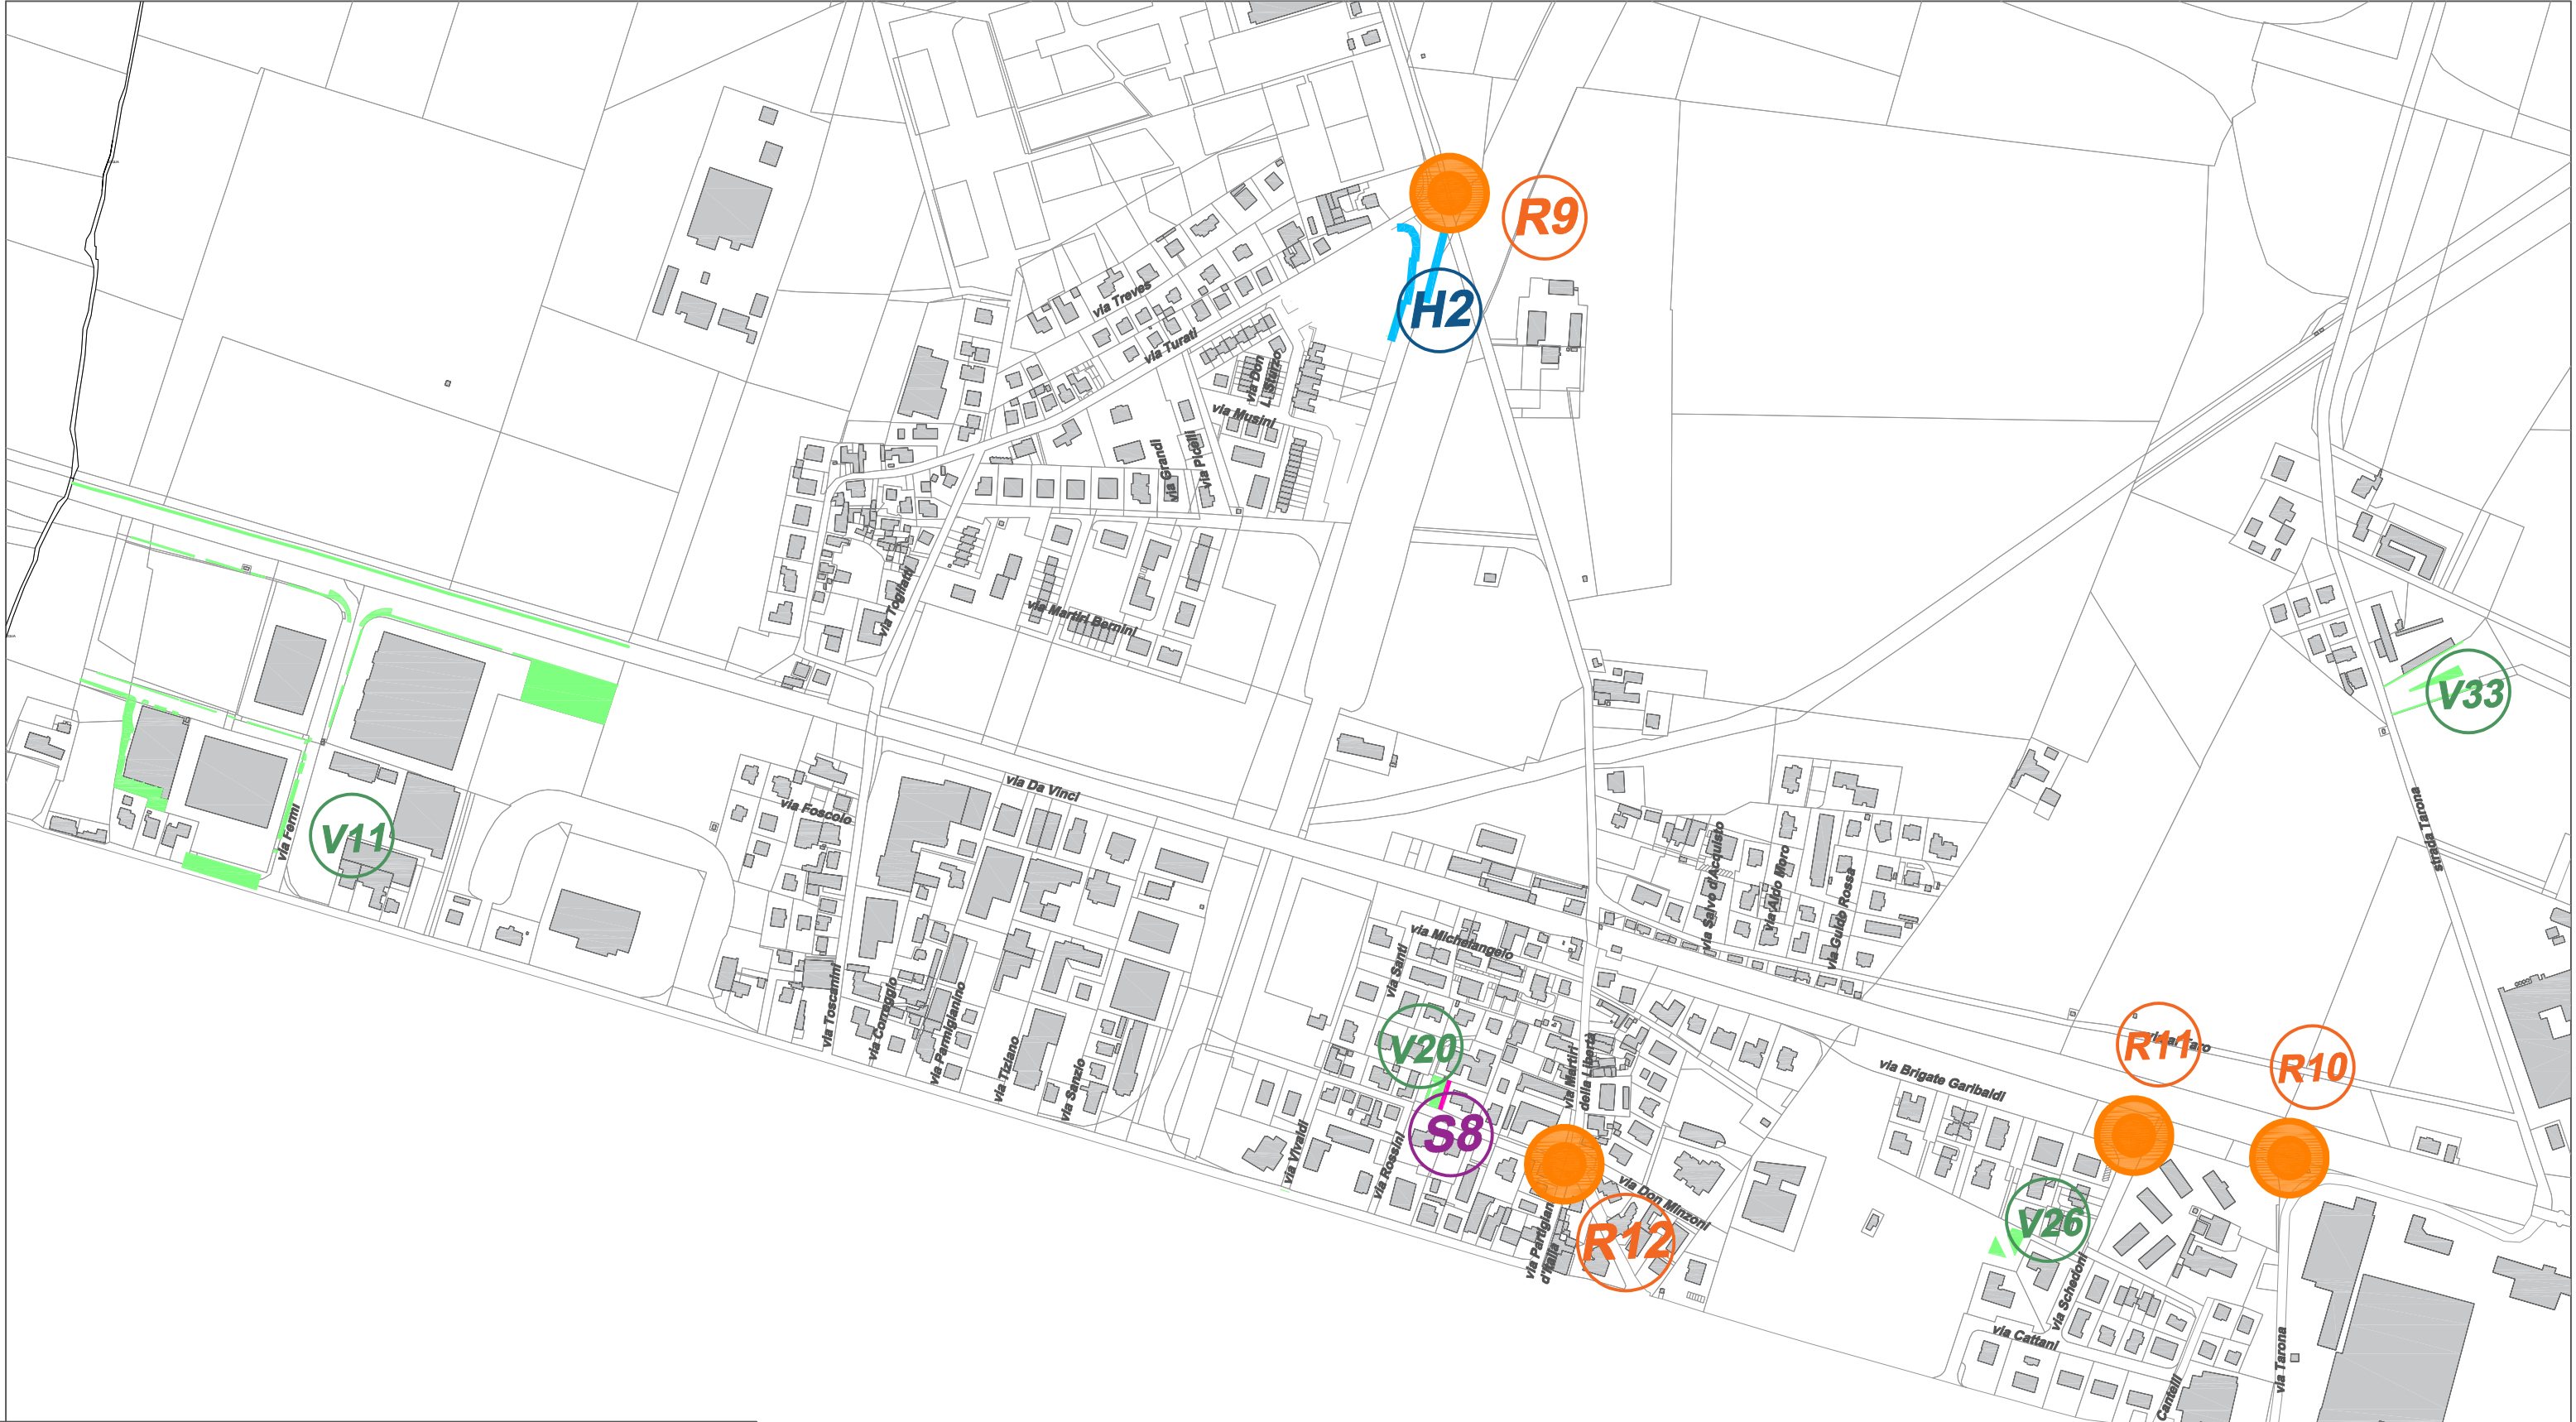 R9
via Treves
H2
via Turati
via Don
L. Sturzo
via Musini
via Grandi
via Picelli
via Togliatti
via Martiri Bernini
V33
via Da Vinci
via Foscolo
via Fermi
V11
strada Tarona
via Salvo d'Acquisto
via Aldo Moro
via Guido Rossa
via Michelangelo
via Santi
via Toscanini
via Correggio
via Parmigianino
via Tiziano
via Sanzio
V20
via Martiri
della Libertà
R11
R10
via Brigate Garibaldi
S8
via Vivaldi
via Rossini
via Don Minzoni
R12
d'Italia
V26
via Schedoni
via Cattani
via Tarona
Cantelli